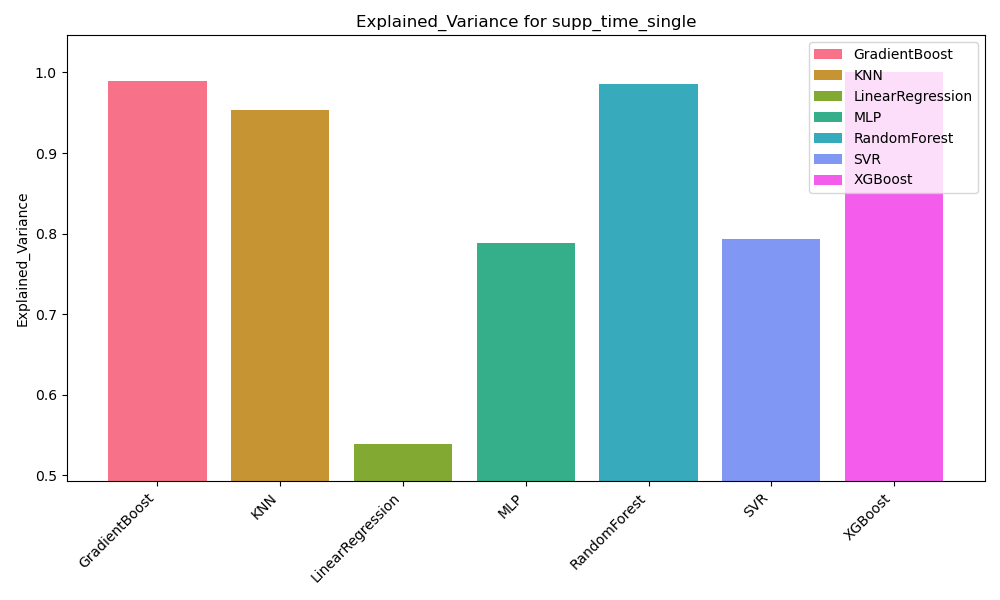 Explained_Variance for supp_time_single
Explained_Variance
1.0
0.9
0.8
0.7
0.6
0.5
GradientBoost
KNN
LinearRegression
MLP
RandomForest
SVR
XGBoost
GradientBoost
KNN
LinearRegression
MLP
RandomForest
SVR
XGBoost